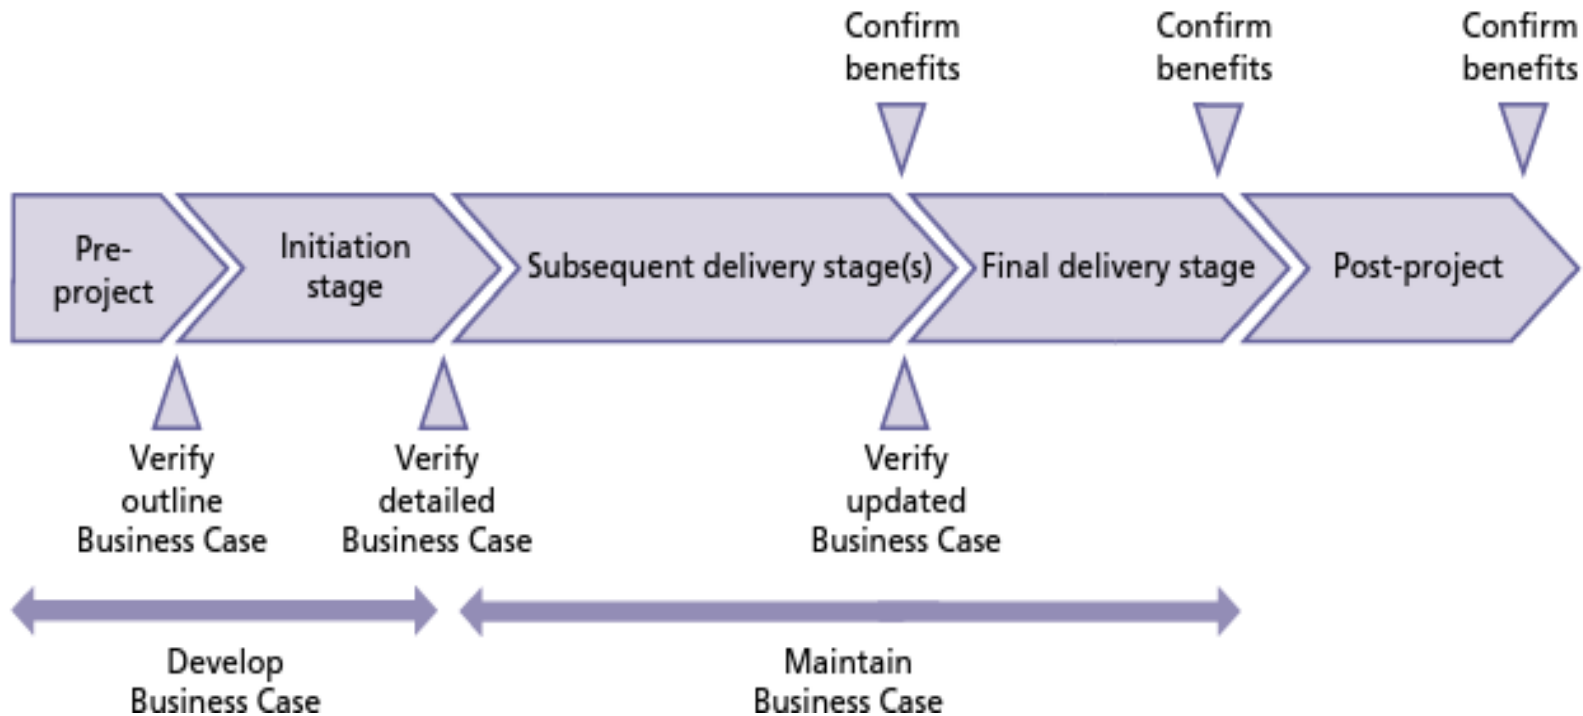 Confirm
benefits
Confirm
benefits
Confirm
benefits
Pre-
project
Initiation
stage
Subsequent delivery stage(s)
Final delivery stage
Post-project
Verify
outline
Business Case
Verify
detailed
Business Case
Verify
updated
Business Case
Develop
Business Case
Maintain
Business Case